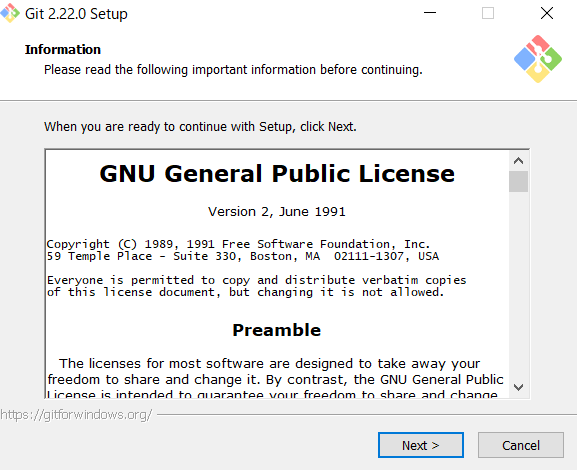 Git 2.22.0 Setup
Information
Please read the following important information before continuing.
When you are ready to continue with Setup, click Next.
GNU General Public License
Version 2, June 1991
Copyright (C) 1989, 1991 Free Software Foundation, Inc.
59 Temple Place - Suite 330, Boston, MA  02111-1307, USA
Everyone is permitted to copy and distribute verbatim copies
of this license document, but changing it is not allowed.
Preamble
The licenses for most software are designed to take away your
freedom to share and change it. By contrast, the GNU General Public
License is intended to guarantee your freedom to share and change
https://gitforwindows.org/
Next >
Cancel